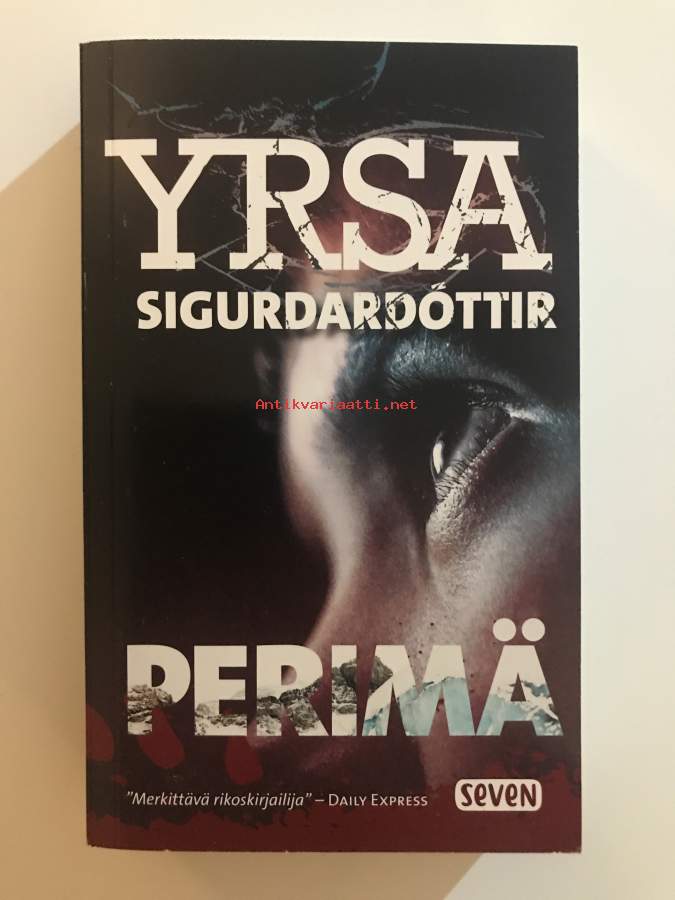 YRSA
SIGURDARDÓTTIR
Antikvariaatti.net
PERIMÄ
"Merkittävä rikoskirjailija" – DAILY EXPRESS
seven